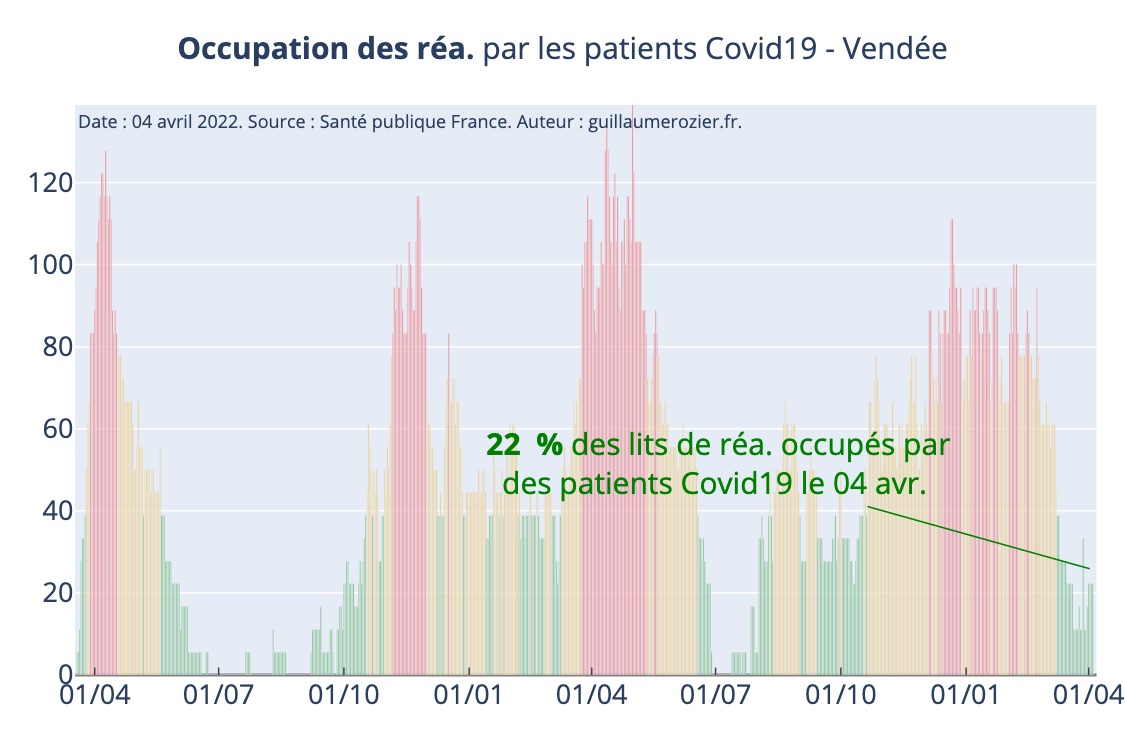 Occupation des réa. par les patients Covid19 - Vendée
Date : 04 avril 2022. Source : Santé publique France. Auteur : guillaumerozier.fr.
120
100
80
60
22 % des lits de réa. occupés par
des patients Covid19 le 04 avr.
40
20
0
01/04 01/07 01/10 01/01 01/04 01/07 01/10 01/01 01/04